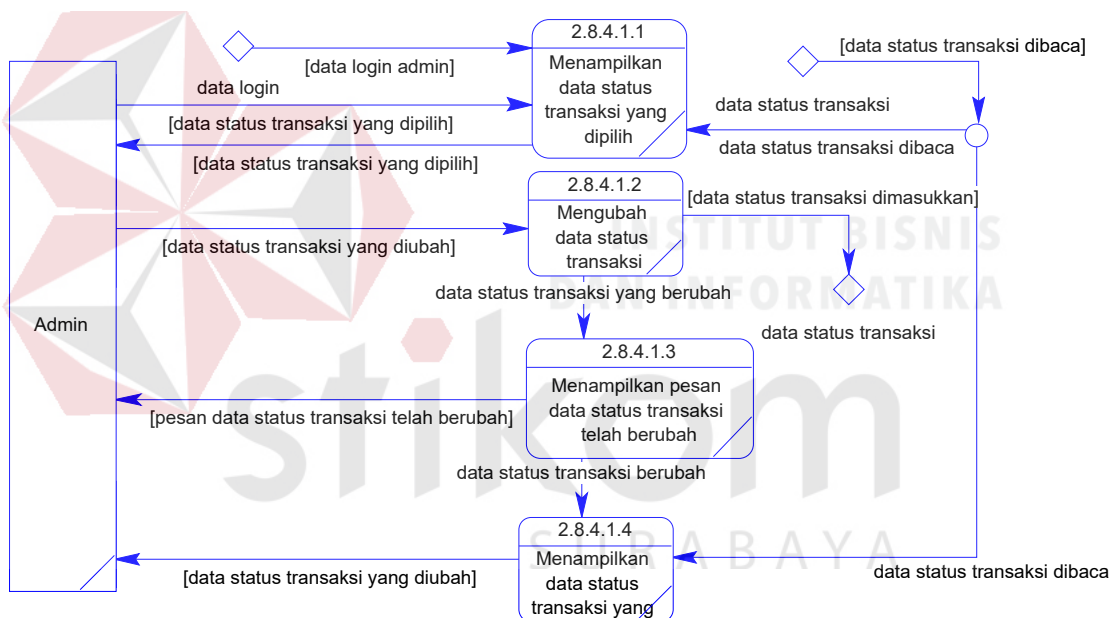 2.8.4.1.1
Menampilkan
data status
transaksi yang
dipilih
[data login admin]
data login
[data status transaksi yang dipilih]
[data status transaksi yang dipilih]
[data status transaksi dibaca]
data status transaksi
data status transaksi dibaca
2.8.4.1.2
Mengubah
data status
transaksi
[data status transaksi dimasukkan]
[data status transaksi yang diubah]
INSTITUT BISNIS
DAN INFORMATIKA
data status transaksi yang berubah
Admin
data status transaksi
2.8.4.1.3
Menampilkan pesan
data status transaksi
telah berubah
[pesan data status transaksi telah berubah]
stikom
data status transaksi berubah
SURABAYA
2.8.4.1.4
Menampilkan
data status
transaksi yang
[data status transaksi yang diubah]
data status transaksi dibaca